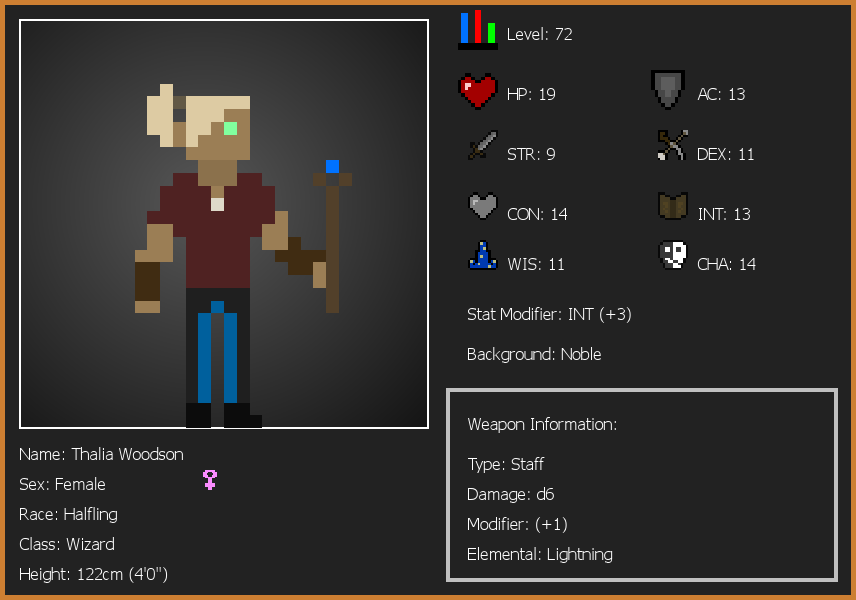 Level: 72
HP: 19
AC: 13
STR: 9
DEX: 11
CON: 14
INT: 13
WIS: 11
CHA: 14
Stat Modifier: INT (+3)
Background: Noble
Weapon Information:
Type: Staff
Damage: d6
Modifier: (+1)
Elemental: Lightning
Name: Thalia Woodson
Sex: Female
Race: Halfling
Class: Wizard
Height: 122cm (4'0")